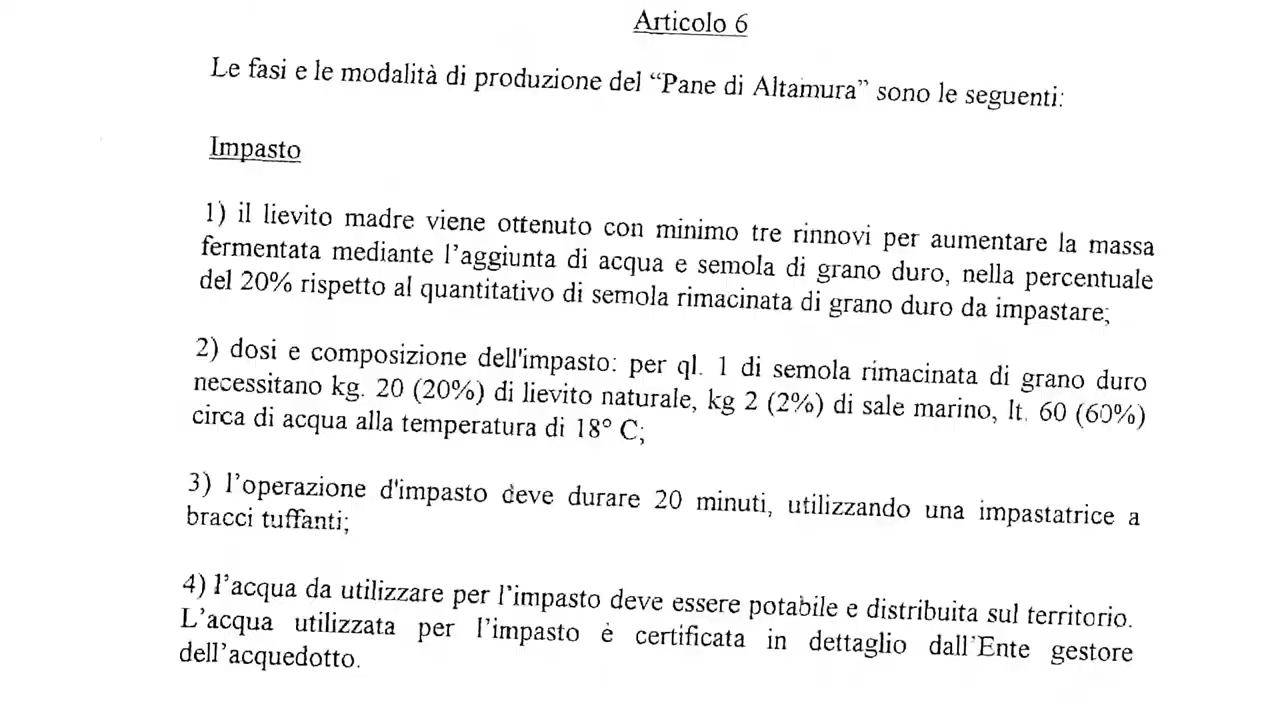 Articolo 6
Le fasi e le modalità di produzione del “Pane di Altamura” sono le seguenti:
Impasto
1) il lievito madre viene ottenuto con minimo tre rinnovi per aumentare la massa
fermentata mediante l’aggiunta di acqua e semola di grano duro, nella percentuale
del 20% rispetto al quantitativo di semola rimacinata di grano duro da impastare;
2) dosi e composizione dell'impasto: per ql. 1 di semola rimacinata di grano duro
necessitano kg. 20 (20%) di lievito naturale, kg 2 (2%) di sale marino, lt. 60 (60%)
circa di acqua alla temperatura di 18° C;
3) l’operazione d'impasto deve durare 20 minuti, utilizzando una impastatrice a
bracci tuffanti;
4) l’acqua da utilizzare per l’impasto deve essere potabile e distribuita sul territorio.
L’acqua utilizzata per l’impasto è certificata in dettaglio dall’Ente gestore
dell’acquedotto.